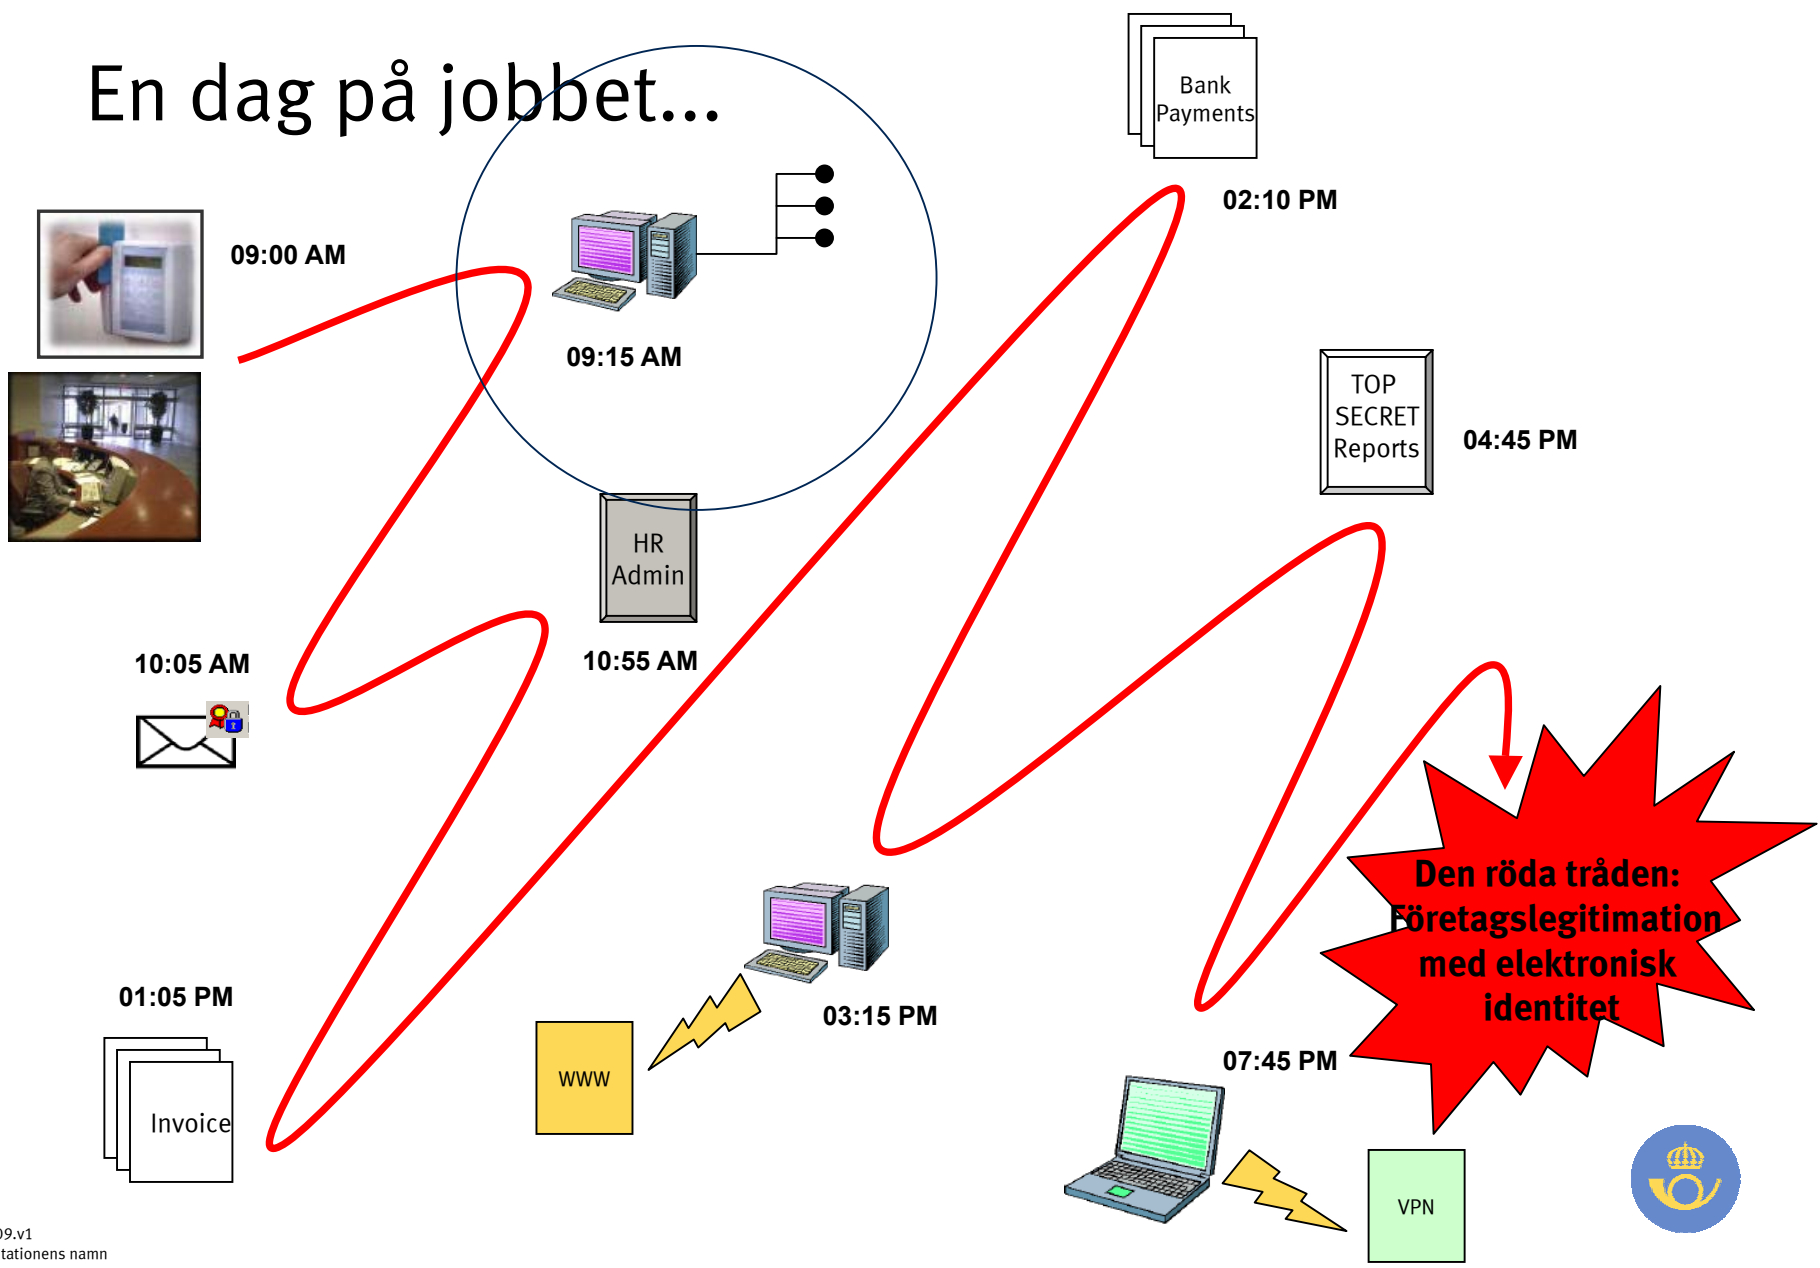 En dag på jobbet...
Bank
Payments
02:10 PM
09:00 AM
09:15 AM
TOP
SECRET
Reports
04:45 PM
HR
Admin
10:55 AM
10:05 AM
Den röda tråden:
Företagslegitimation
med elektronisk
identitet
01:05 PM
Invoice
WWW
03:15 PM
07:45 PM
VPN
09.v1
tationens namn